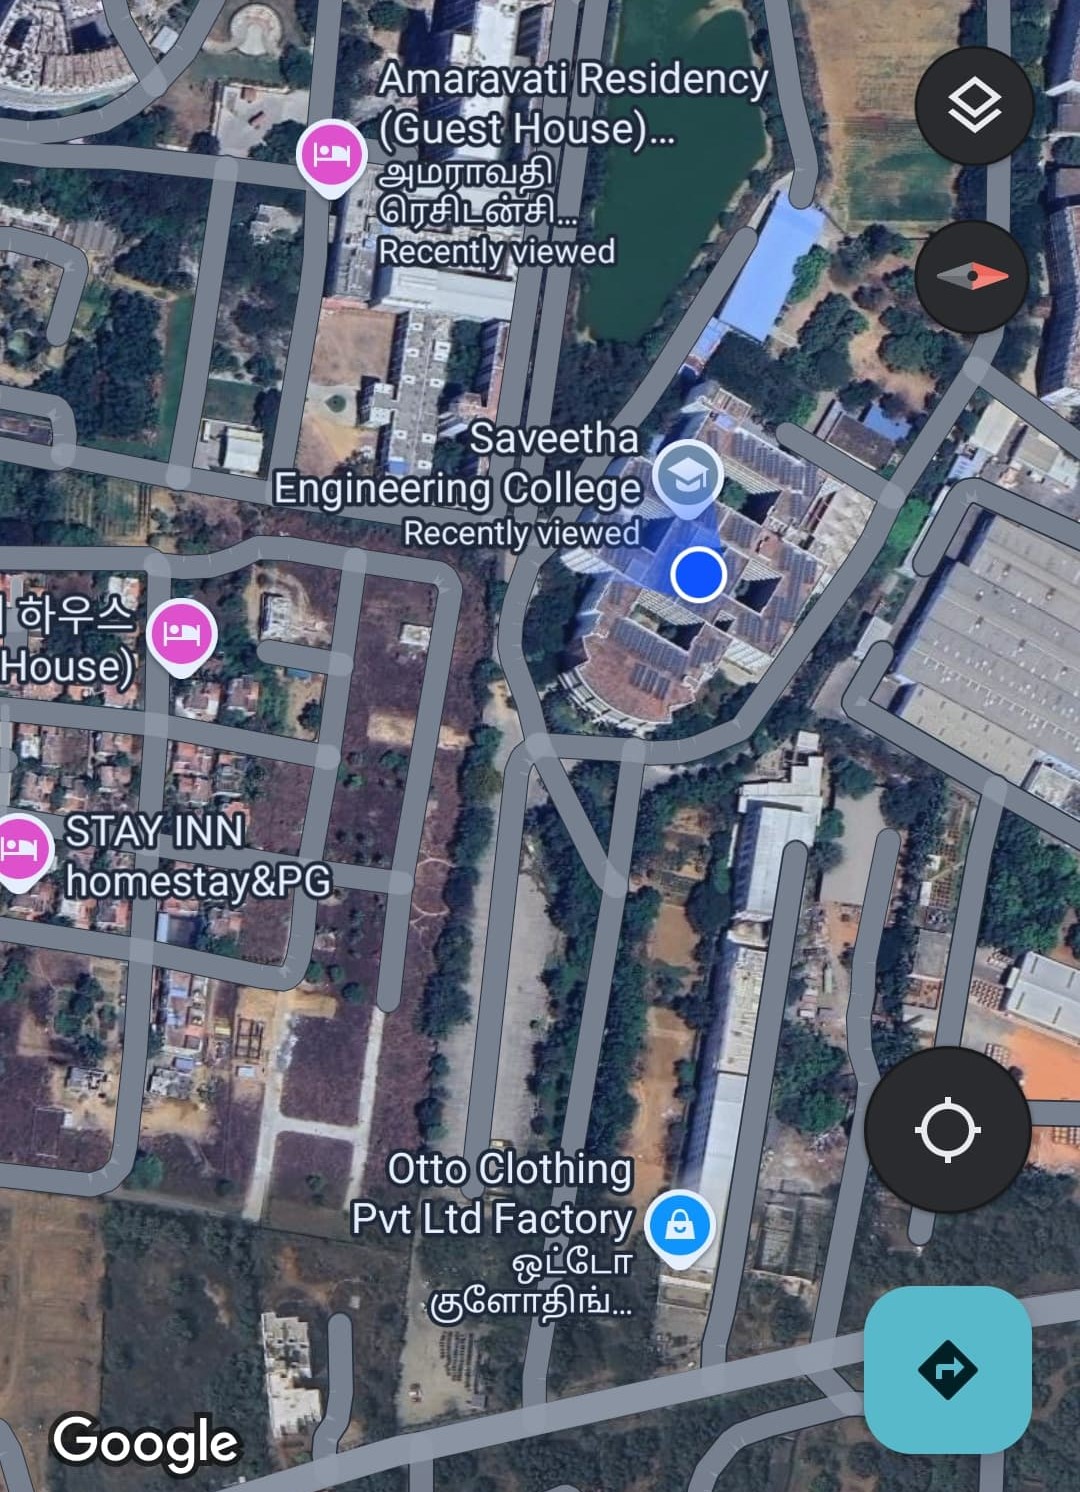 Amaravati Residency
(Guest House)...
அமராவதி
ரெசிடன்சி...
Recently viewed
Saveetha
Engineering College
Recently viewed
하우스
House)
STAY INN
homestay&PG
Otto Clothing
Pvt Ltd Factory
ஒட்டோ
குளோதிங்...
Google